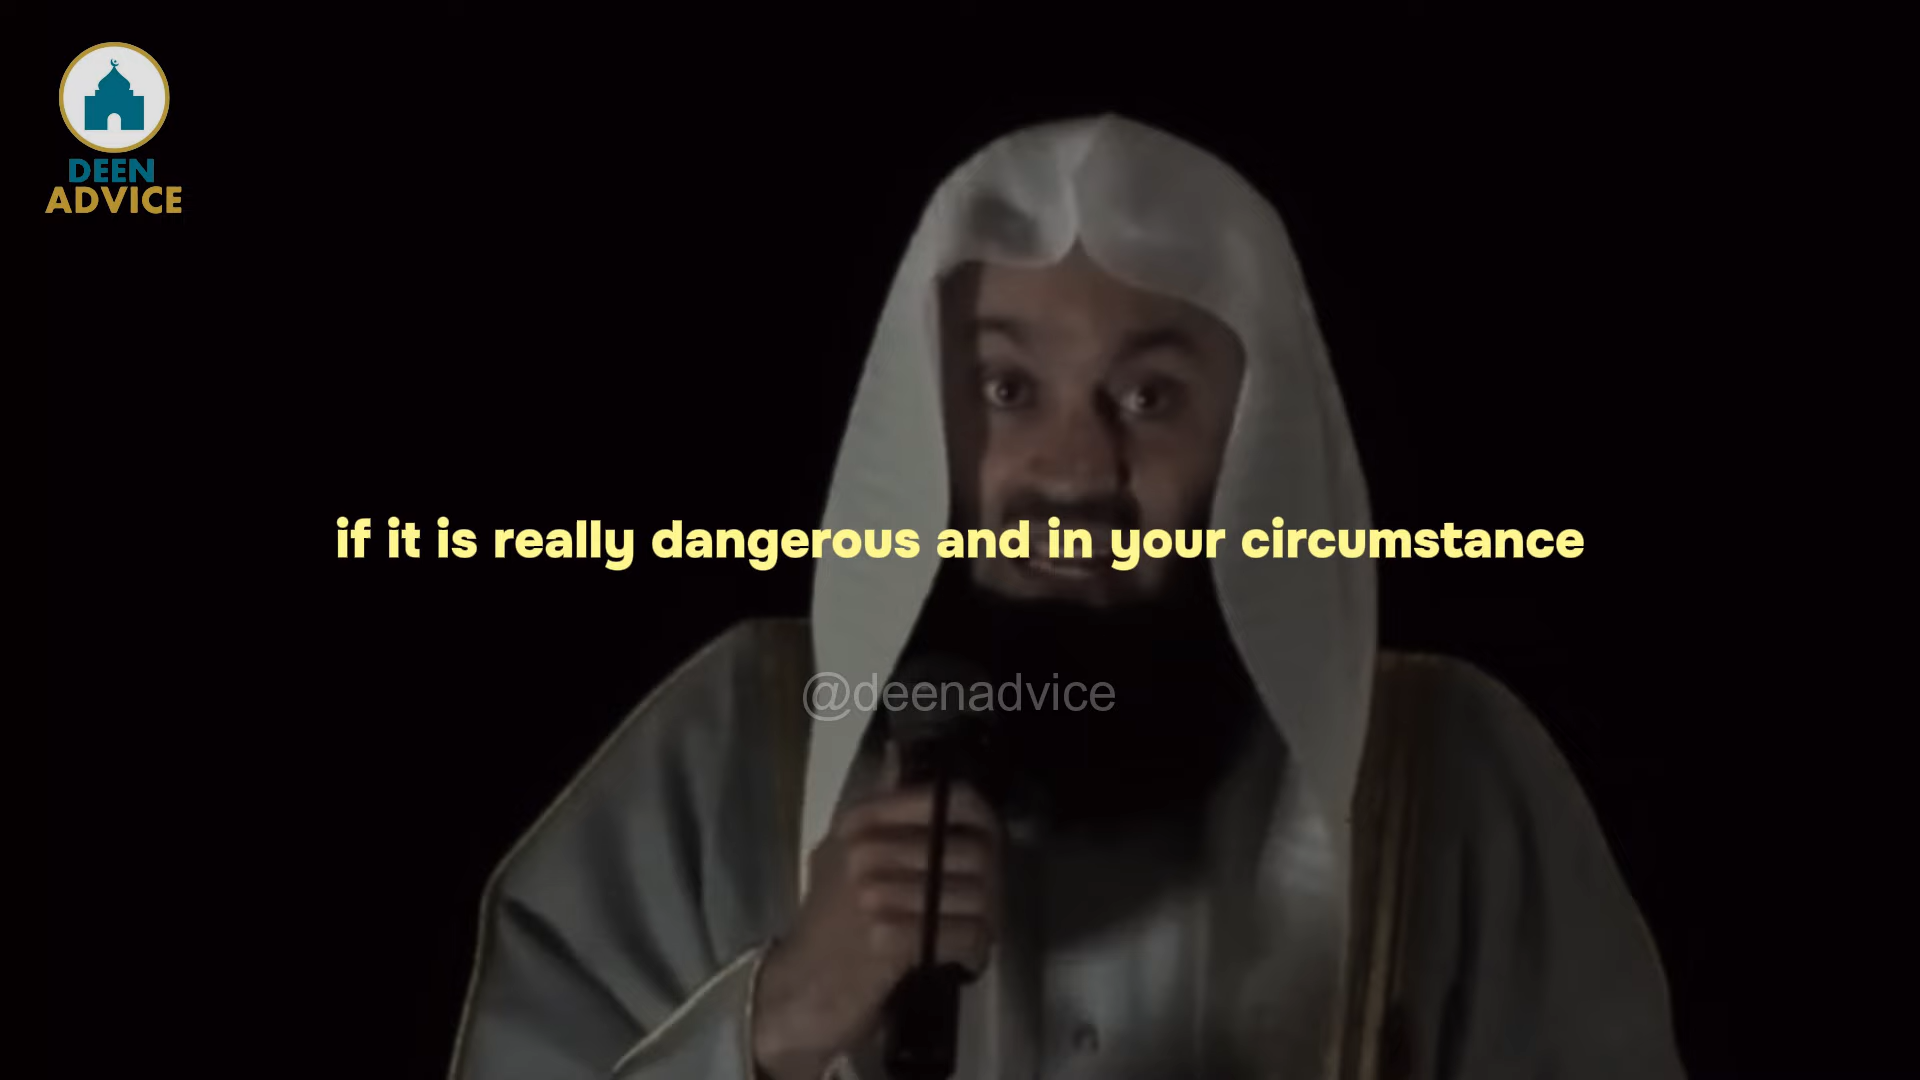 DEEN
ADVICE
if it is really dangerous and in your circumstance
@deenadvice